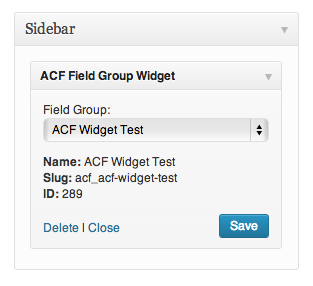 Sidebar
ACF Field Group Widget
Field Group:
ACF Widget Test
Name: ACF Widget Test
Slug: acf_acf-widget-test
ID: 289
Delete | Close Save